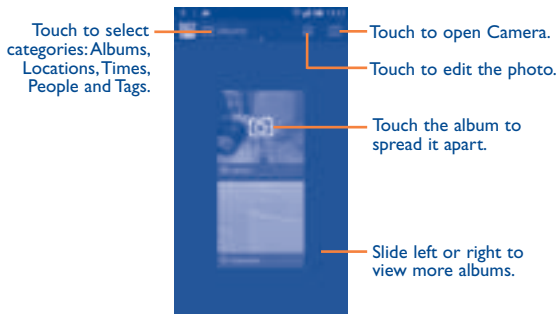 Touch to select
categories: Albums,
Locations, Times,
People and Tags.
Touch to open Camera.
Touch to edit the photo.
Touch the album to
spread it apart.
Slide left or right to
view more albums.